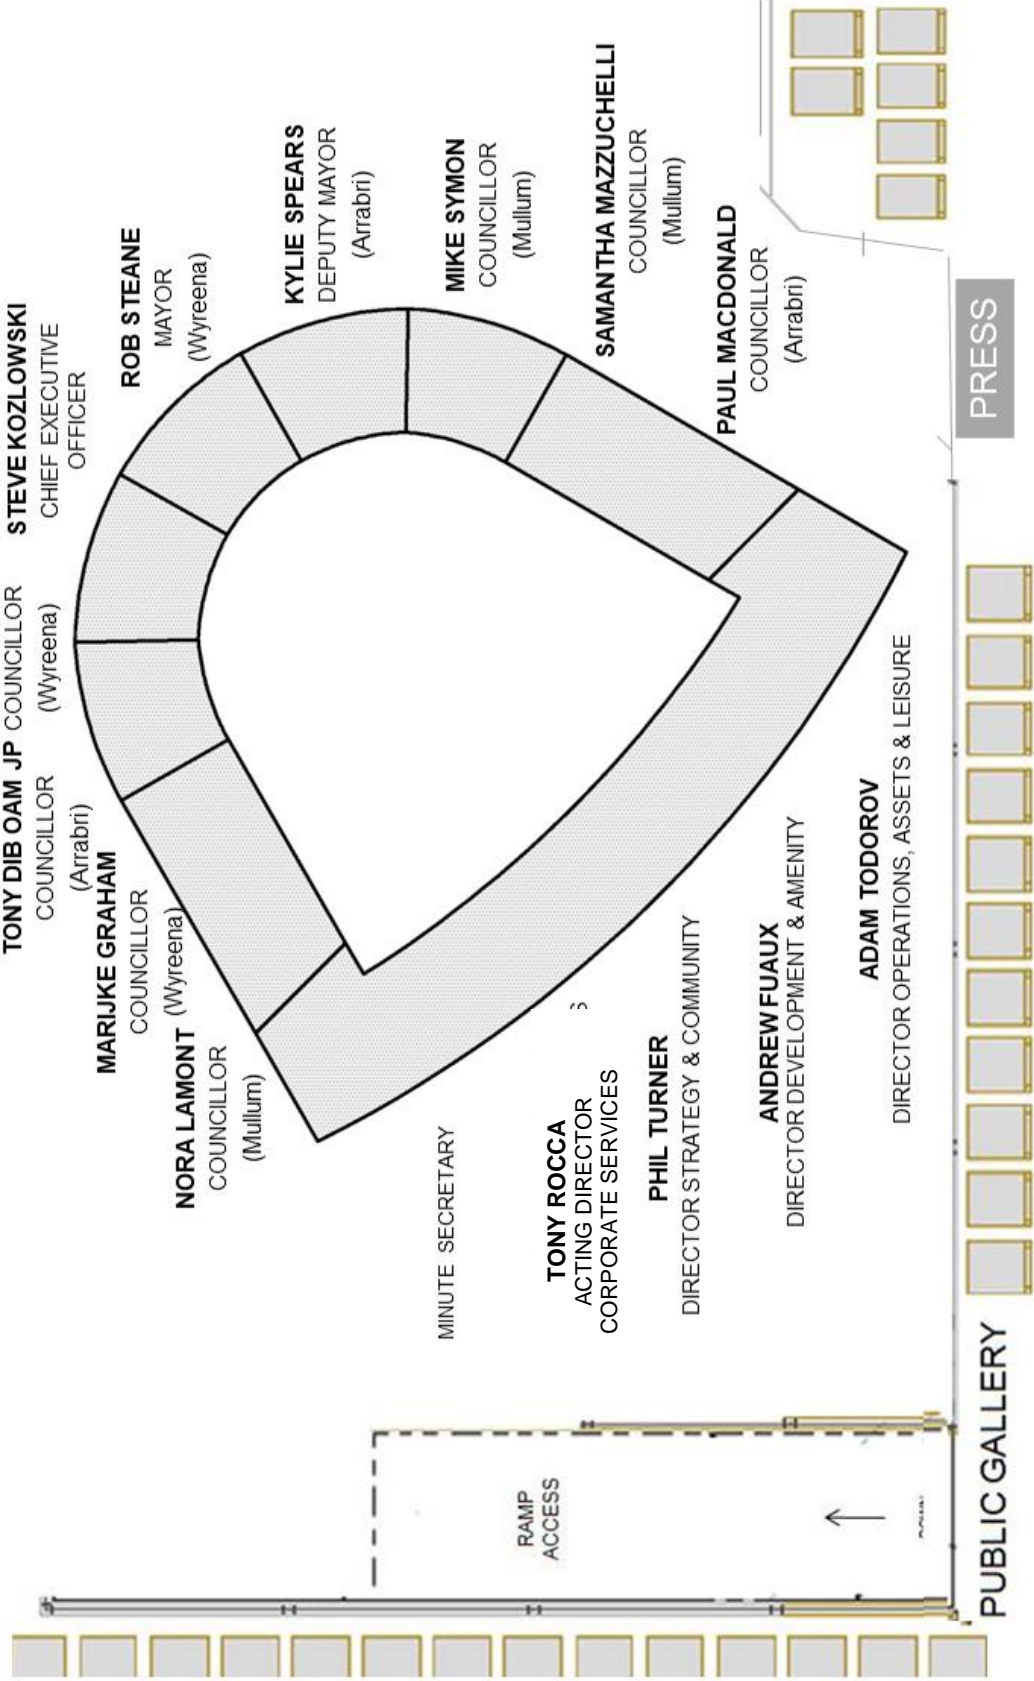 TONY DIB OAM JP COUNCILLOR
(Wyreena)
COUNCILLOR
(Arrabri)
STEVE KOZLOWSKI
CHIEF EXECUTIVE
OFFICER
MARIJKE GRAHAM
COUNCILLOR
(Wyreena)
ROB STEANE
MAYOR
(Wyreena)
NORA LAMONT
COUNCILLOR
(Mullum)
KYLIE SPEARS
DEPUTY MAYOR
(Arrabri)
MIKE SYMON
COUNCILLOR
(Mullum)
SAMANTHA MAZZUCHELLI
COUNCILLOR
(Mullum)
PAUL MACDONALD
COUNCILLOR
(Arrabri)
MINUTE SECRETARY
TONY ROCCA
ACTING DIRECTOR
CORPORATE SERVICES
PHIL TURNER
DIRECTOR STRATEGY & COMMUNITY
ANDREW FUAUX
DIRECTOR DEVELOPMENT & AMENITY
ADAM TODOROV
DIRECTOR OPERATIONS, ASSETS & LEISURE
RAMP
ACCESS
PUBLIC GALLERY
PRESS